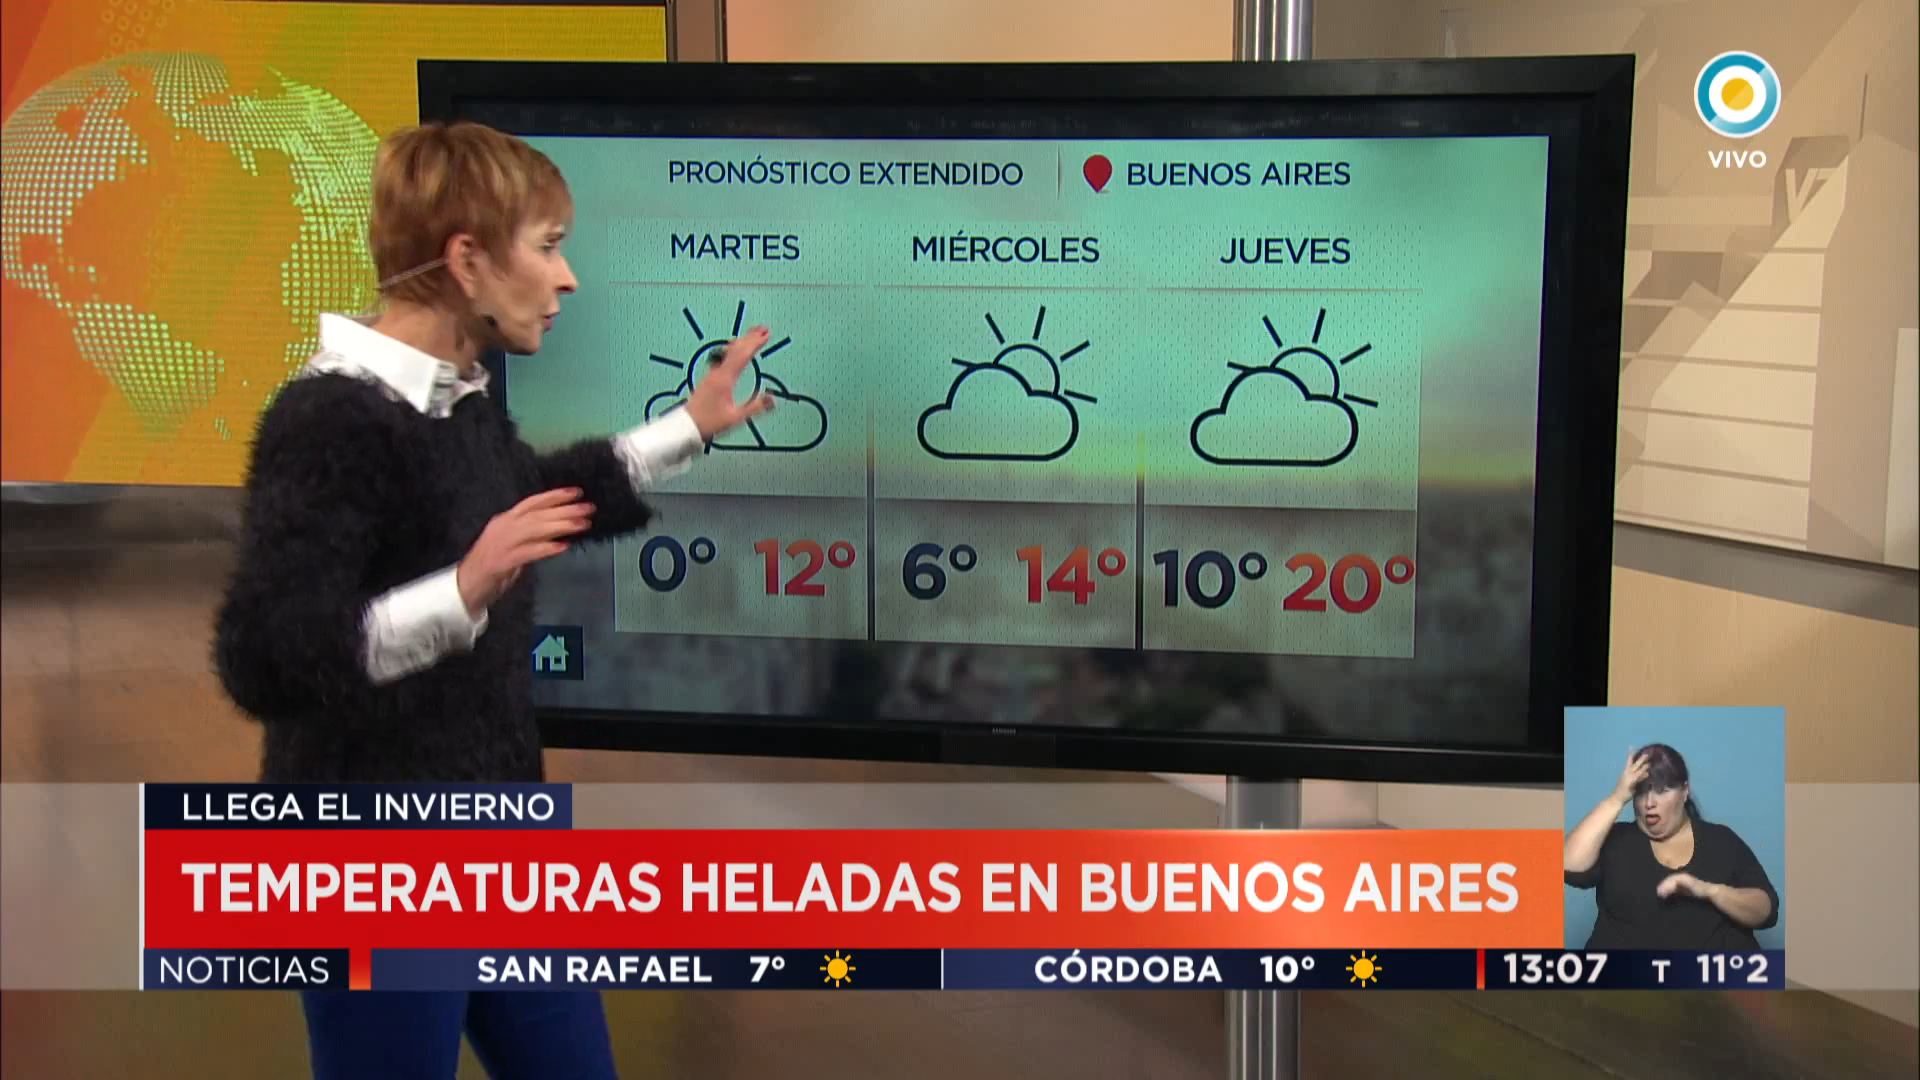 VIVO
PRONÓSTICO EXTENDIDO
BUENOS AIRES
MARTES MIÉRCOLES JUEVES
0° 12° 6° 14° 10° 20°
LLEGA EL INVIERNO
TEMPERATURAS HELADAS EN BUENOS AIRES
NOTICIAS SAN RAFAEL 7° CÓRDOBA 10° 13:07 T 11°2